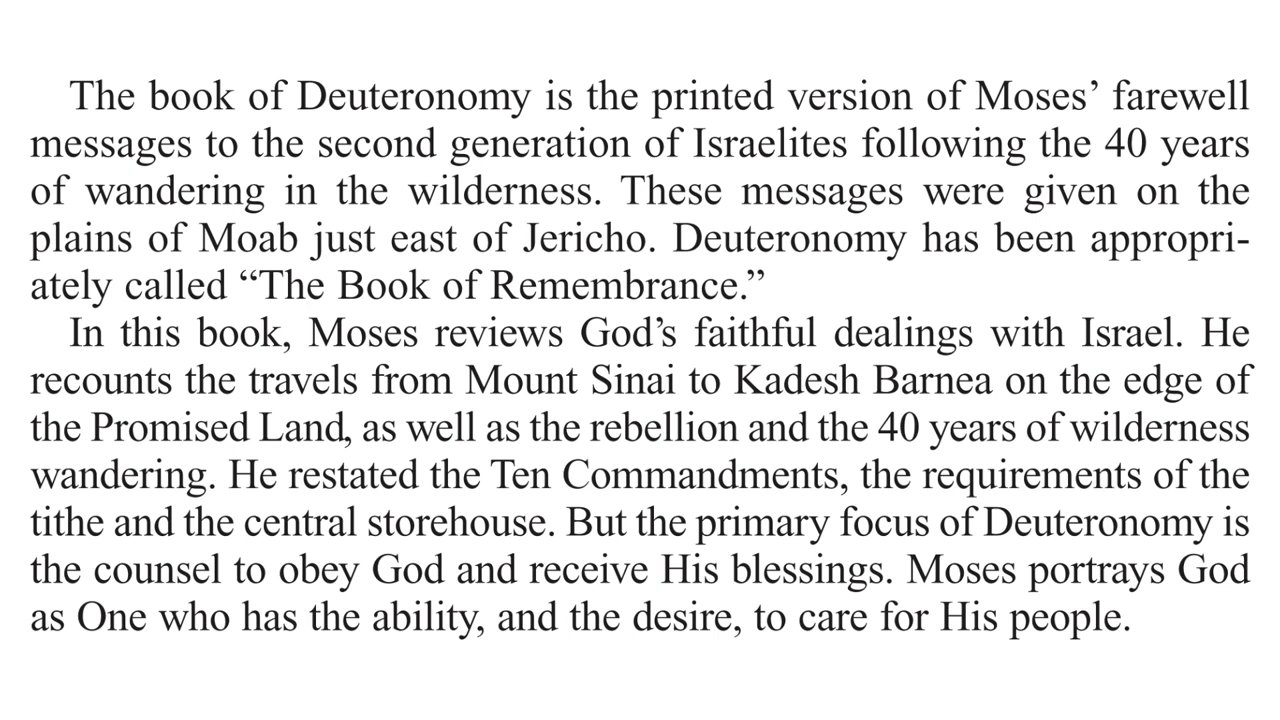 The book of Deuteronomy is the printed version of Moses’ farewell
messages to the second generation of Israelites following the 40 years
of wandering in the wilderness. These messages were given on the
plains of Moab just east of Jericho. Deuteronomy has been appropri-
ately called “The Book of Remembrance.”
In this book, Moses reviews God’s faithful dealings with Israel. He
recounts the travels from Mount Sinai to Kadesh Barnea on the edge of
the Promised Land, as well as the rebellion and the 40 years of wilderness
wandering. He restated the Ten Commandments, the requirements of the
tithe and the central storehouse. But the primary focus of Deuteronomy is
the counsel to obey God and receive His blessings. Moses portrays God
as One who has the ability, and the desire, to care for His people.